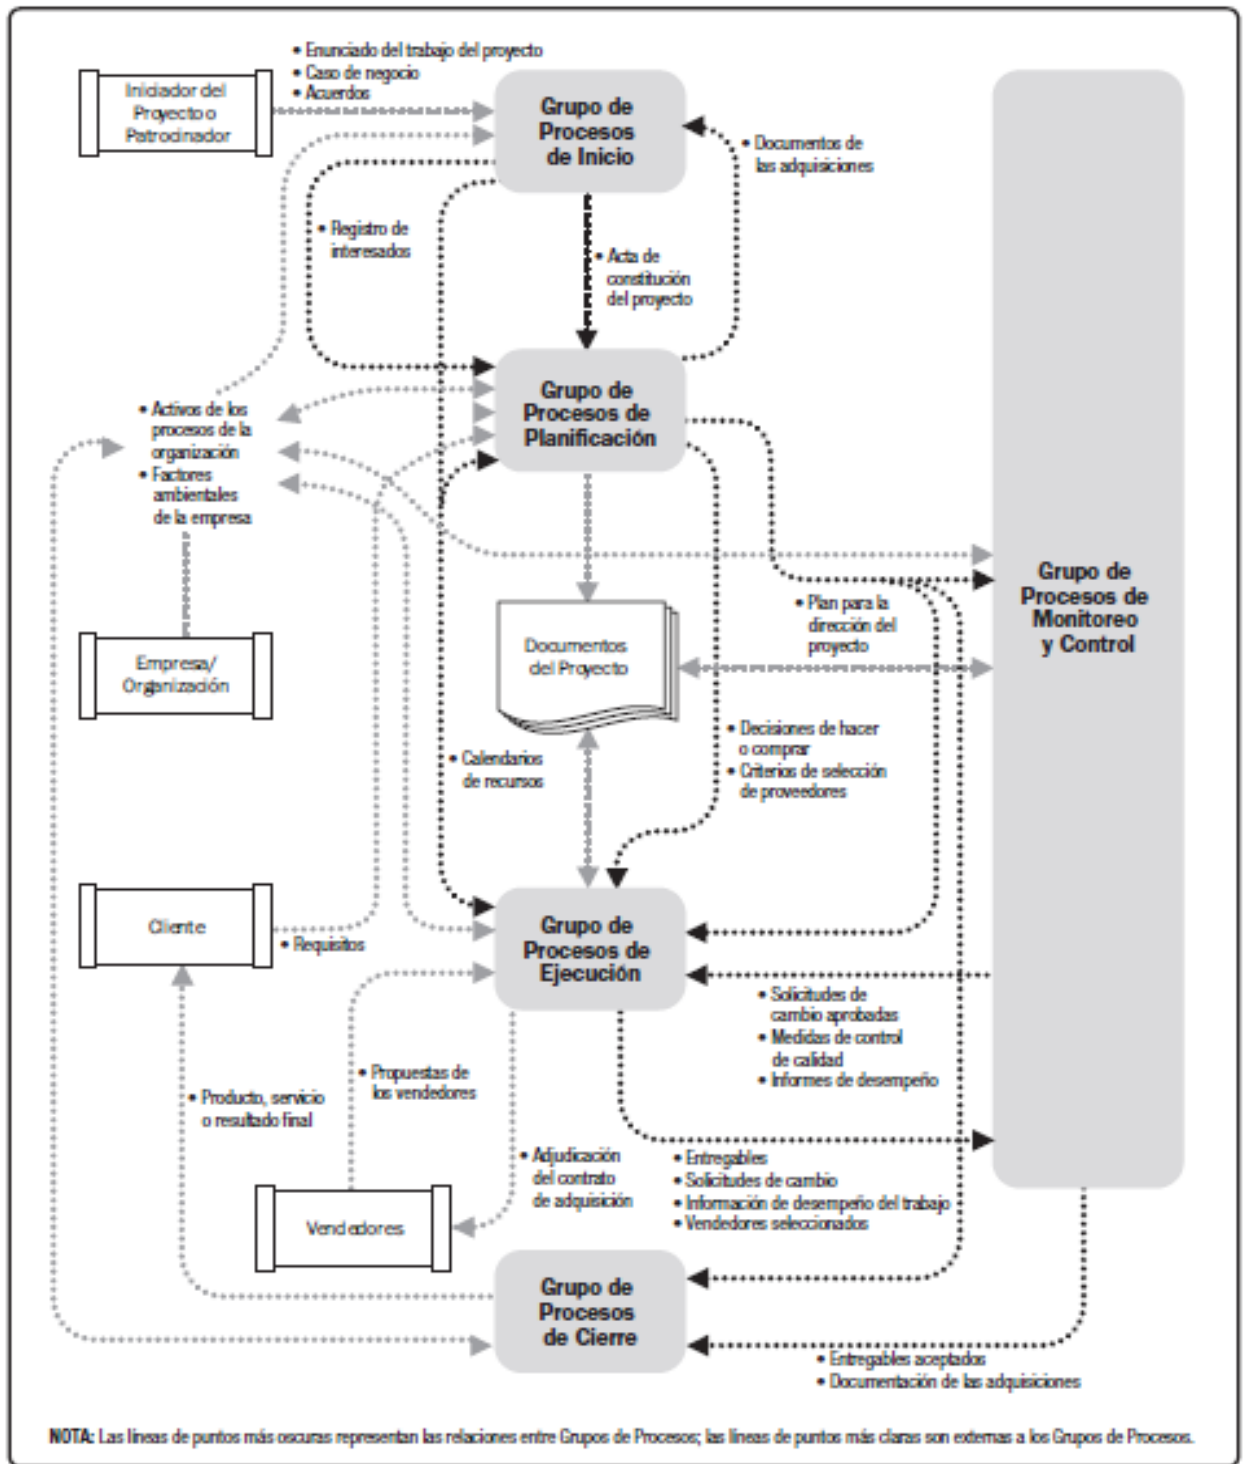 • Enunciado del trabajo del proyecto
• Caso de negocio
• Acuerdos
Iniciador del
Proyecto o
Patrocinador
Grupo de
Procesos
de Inicio
• Documentos de
las adquisiciones
• Registro de
interesados
• Acta de
constitución
del proyecto
Grupo de
Procesos de
Planificación
• Activos de los
procesos de la
organización
• Factores
ambientales
de la empresa
Grupo de
Procesos de
Monitoreo
y Control
• Plan para la
dirección del
proyecto
Documentos
del Proyecto
Empresa/
Organización
• Decisiones de hacer
o comprar
• Criterios de selección
de proveedores
• Calendarios
de recursos
Cliente
• Requisitos
Grupo de
Procesos de
Ejecución
• Solicitudes de
cambio aprobadas
• Medidas de control
de calidad
• Informes de desempeño
• Propuestas de
los vendedores
• Producto, servicio
o resultado final
• Adjudicación
del contrato
de adquisición
• Entregables
• Solicitudes de cambio
• Información de desempeño del trabajo
• Vendedores seleccionados
Vendedores
Grupo de
Procesos
de Cierre
• Entregables aceptados
• Documentación de las adquisiciones
NOTA: Las líneas de puntos más oscuras representan las relaciones entre Grupos de Procesos; las líneas de puntos más claras son externas a los Grupos de Procesos.